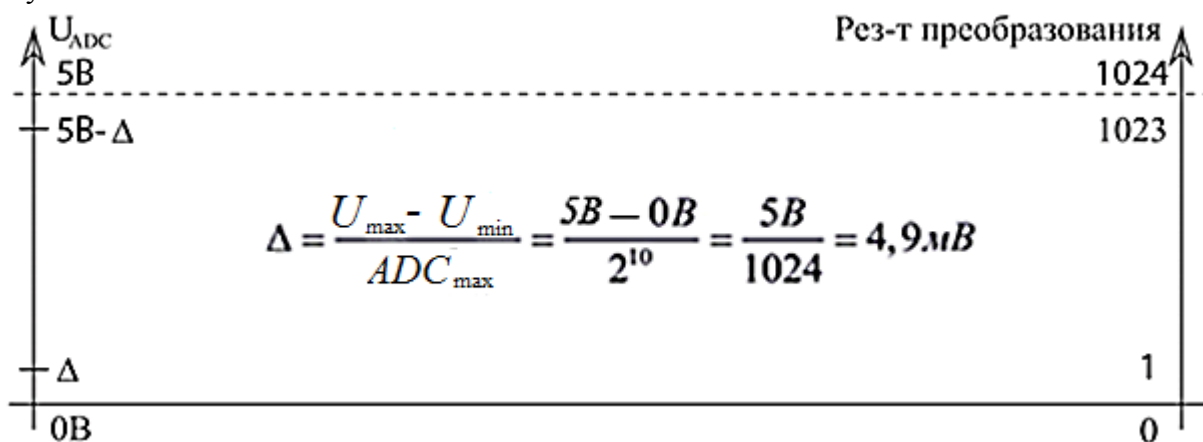 U_ADC Рез-т преобразования
5В 1024
5В-Δ 1023
Δ = (U_max - U_min) / ADC_max = (5В – 0В) / 2^10 = 5В / 1024 = 4,9мВ
Δ 1
0В 0